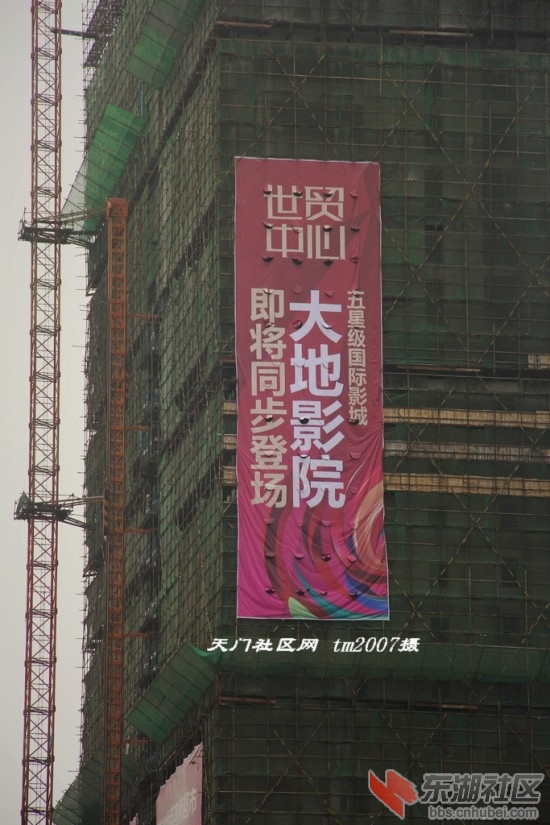 世贸
中心
五星级国际影城
大地影院
即将同步登场
天门社区网 tm2007摄
东湖社区
bbs.cnhubei.com